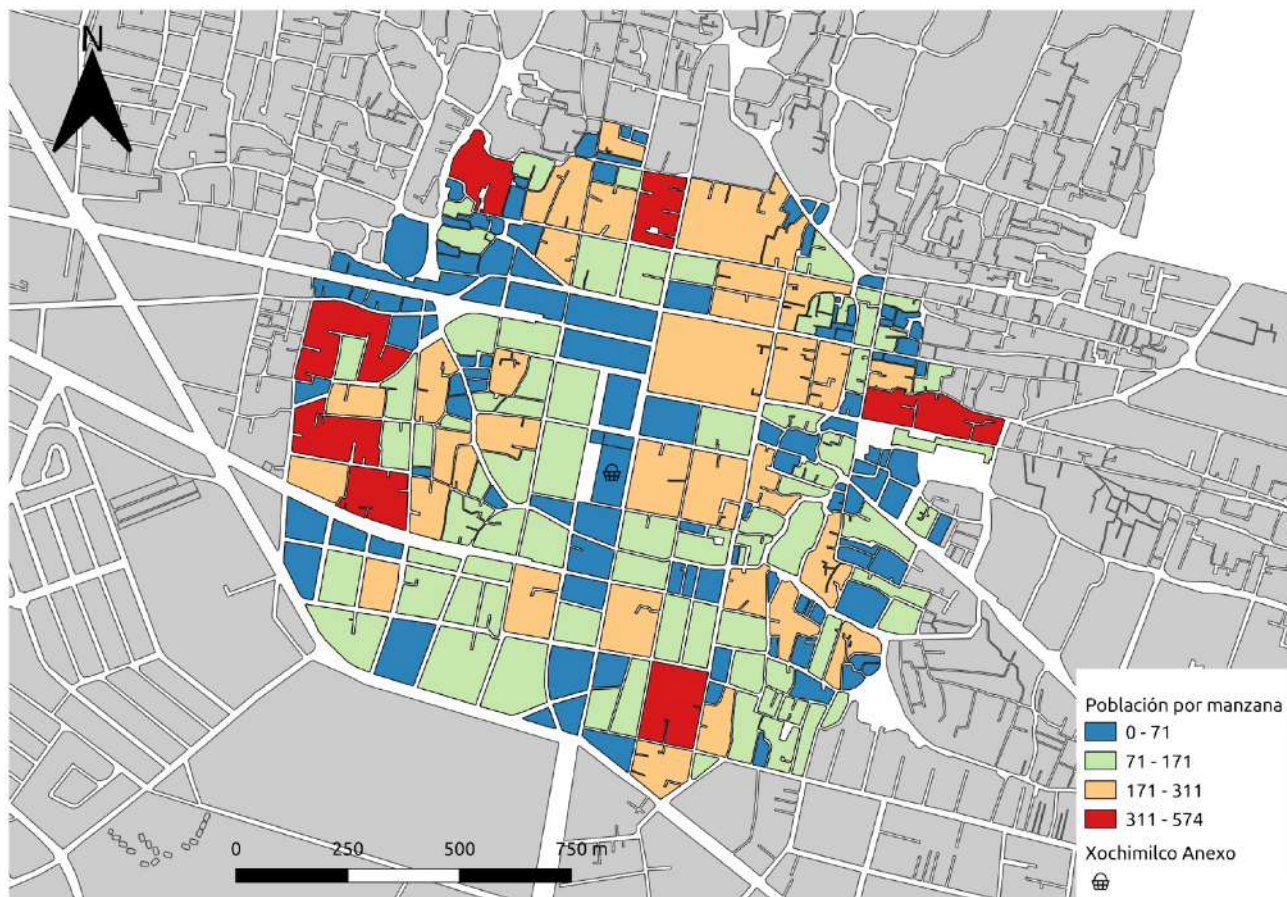 N
0 250 500 750 m
Población por manzana
0 - 71
71 - 171
171 - 311
311 - 574
Xochimilco Anexo